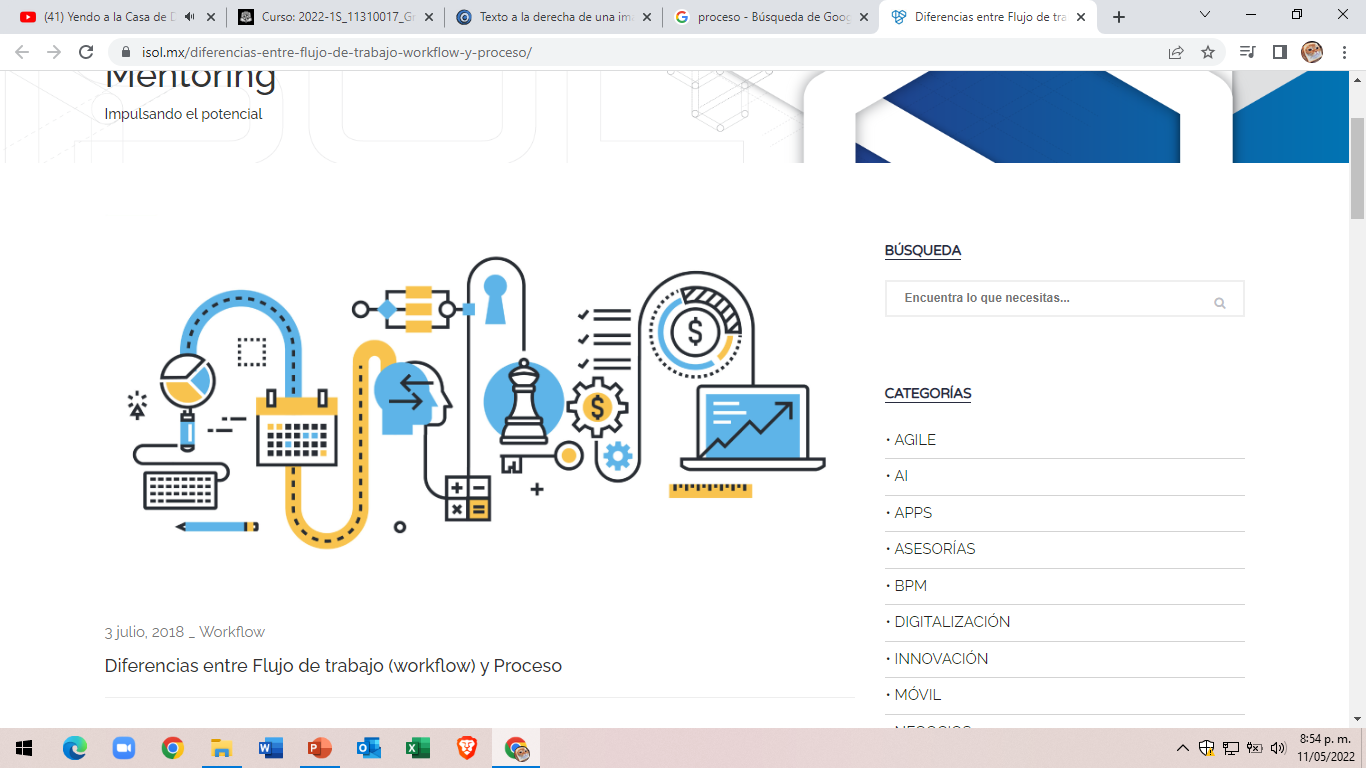 (41) Yendo a la Casa de D
Curso: 2022-1S_11310017_Gr
Texto a la derecha de una ima
proceso - Búsqueda de Goog
Diferencias entre Flujo de tra
isol.mx/diferencias-entre-flujo-de-trabajo-workflow-y-proceso/
Mentoring
Impulsando el potencial
BÚSQUEDA
Encuentra lo que necesitas...
CATEGORÍAS
• AGILE
• AI
• APPS
• ASESORÍAS
• BPM
• DIGITALIZACIÓN
• INNOVACIÓN
• MÓVIL
• NEGOCIOS
3 julio, 2018 _ Workflow
Diferencias entre Flujo de trabajo (workflow) y Proceso
8:54 p. m.
11/05/2022